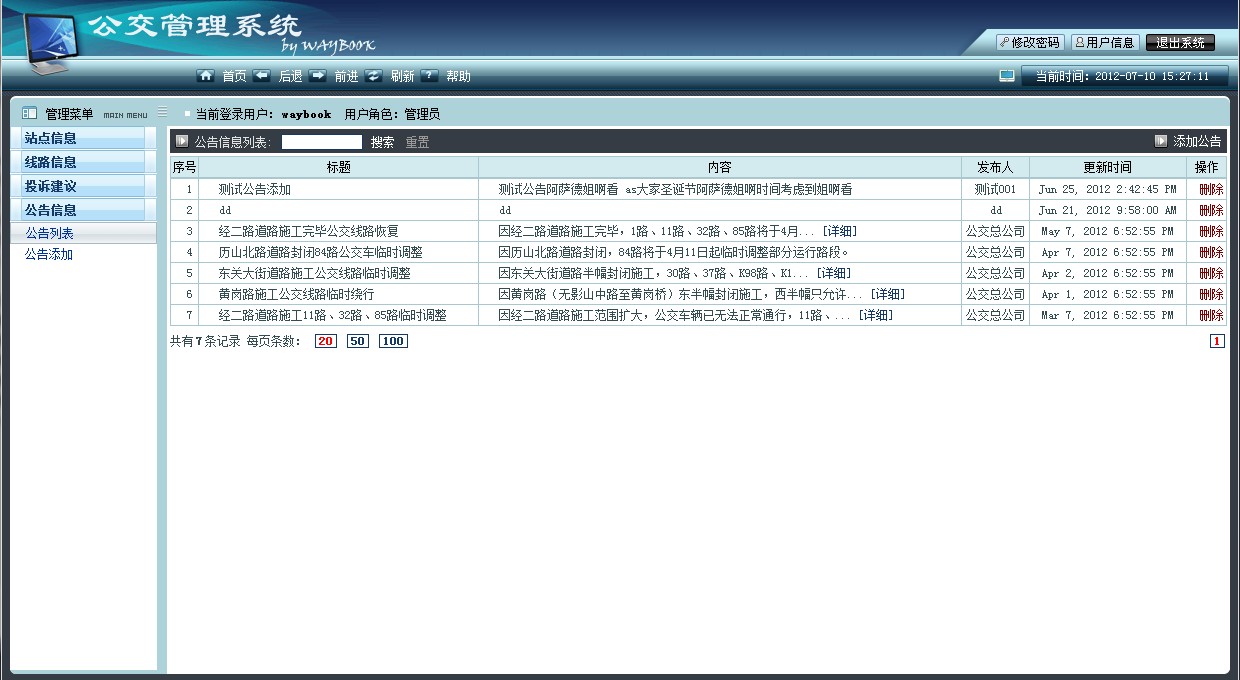 公交管理系统
by WAYBOOK
修改密码 用户信息 退出系统
首页 后退 前进 刷新 ? 帮助
当前时间: 2012-07-10 15:27:11
管理菜单 MAIN MENU
当前登录用户: waybook 用户角色: 管理员
站点信息
线路信息
投诉建议
公告信息
公告列表
公告添加
公告信息列表: 搜索 重置 添加公告
序号 标题 内容 发布人 更新时间 操作
1 测试公告添加 测试公告阿萨德姐啊看 as大家圣诞节阿萨德姐啊时间考虑到姐啊看 测试001 Jun 25, 2012 2:42:45 PM 删除
2 dd dd dd Jun 21, 2012 9:58:00 AM 删除
3 经二路道路施工完毕公交线路恢复 因经二路道路施工完毕，1路、11路、32路、85路将于4月... [详细] 公交总公司 May 7, 2012 6:52:55 PM 删除
4 历山北路道路封闭84路公交车临时调整 因历山北路道路封闭，84路将于4月11日起临时调整部分运行路段。 公交总公司 Apr 7, 2012 6:52:55 PM 删除
5 东关大街道路施工公交线路临时调整 因东关大街道路半幅封闭施工，30路、37路、K98路、K1... [详细] 公交总公司 Apr 2, 2012 6:52:55 PM 删除
6 黄岗路施工公交线路临时绕行 因黄岗路（无影山中路至黄岗桥）东半幅封闭施工，西半幅只允许... [详细] 公交总公司 Apr 1, 2012 6:52:55 PM 删除
7 经二路道路施工11路、32路、85路临时调整 因经二路道路施工范围扩大，公交车辆已无法正常通行，11路、... [详细] 公交总公司 Mar 7, 2012 6:52:55 PM 删除
共有7条记录 每页条数: 20 50 100 1